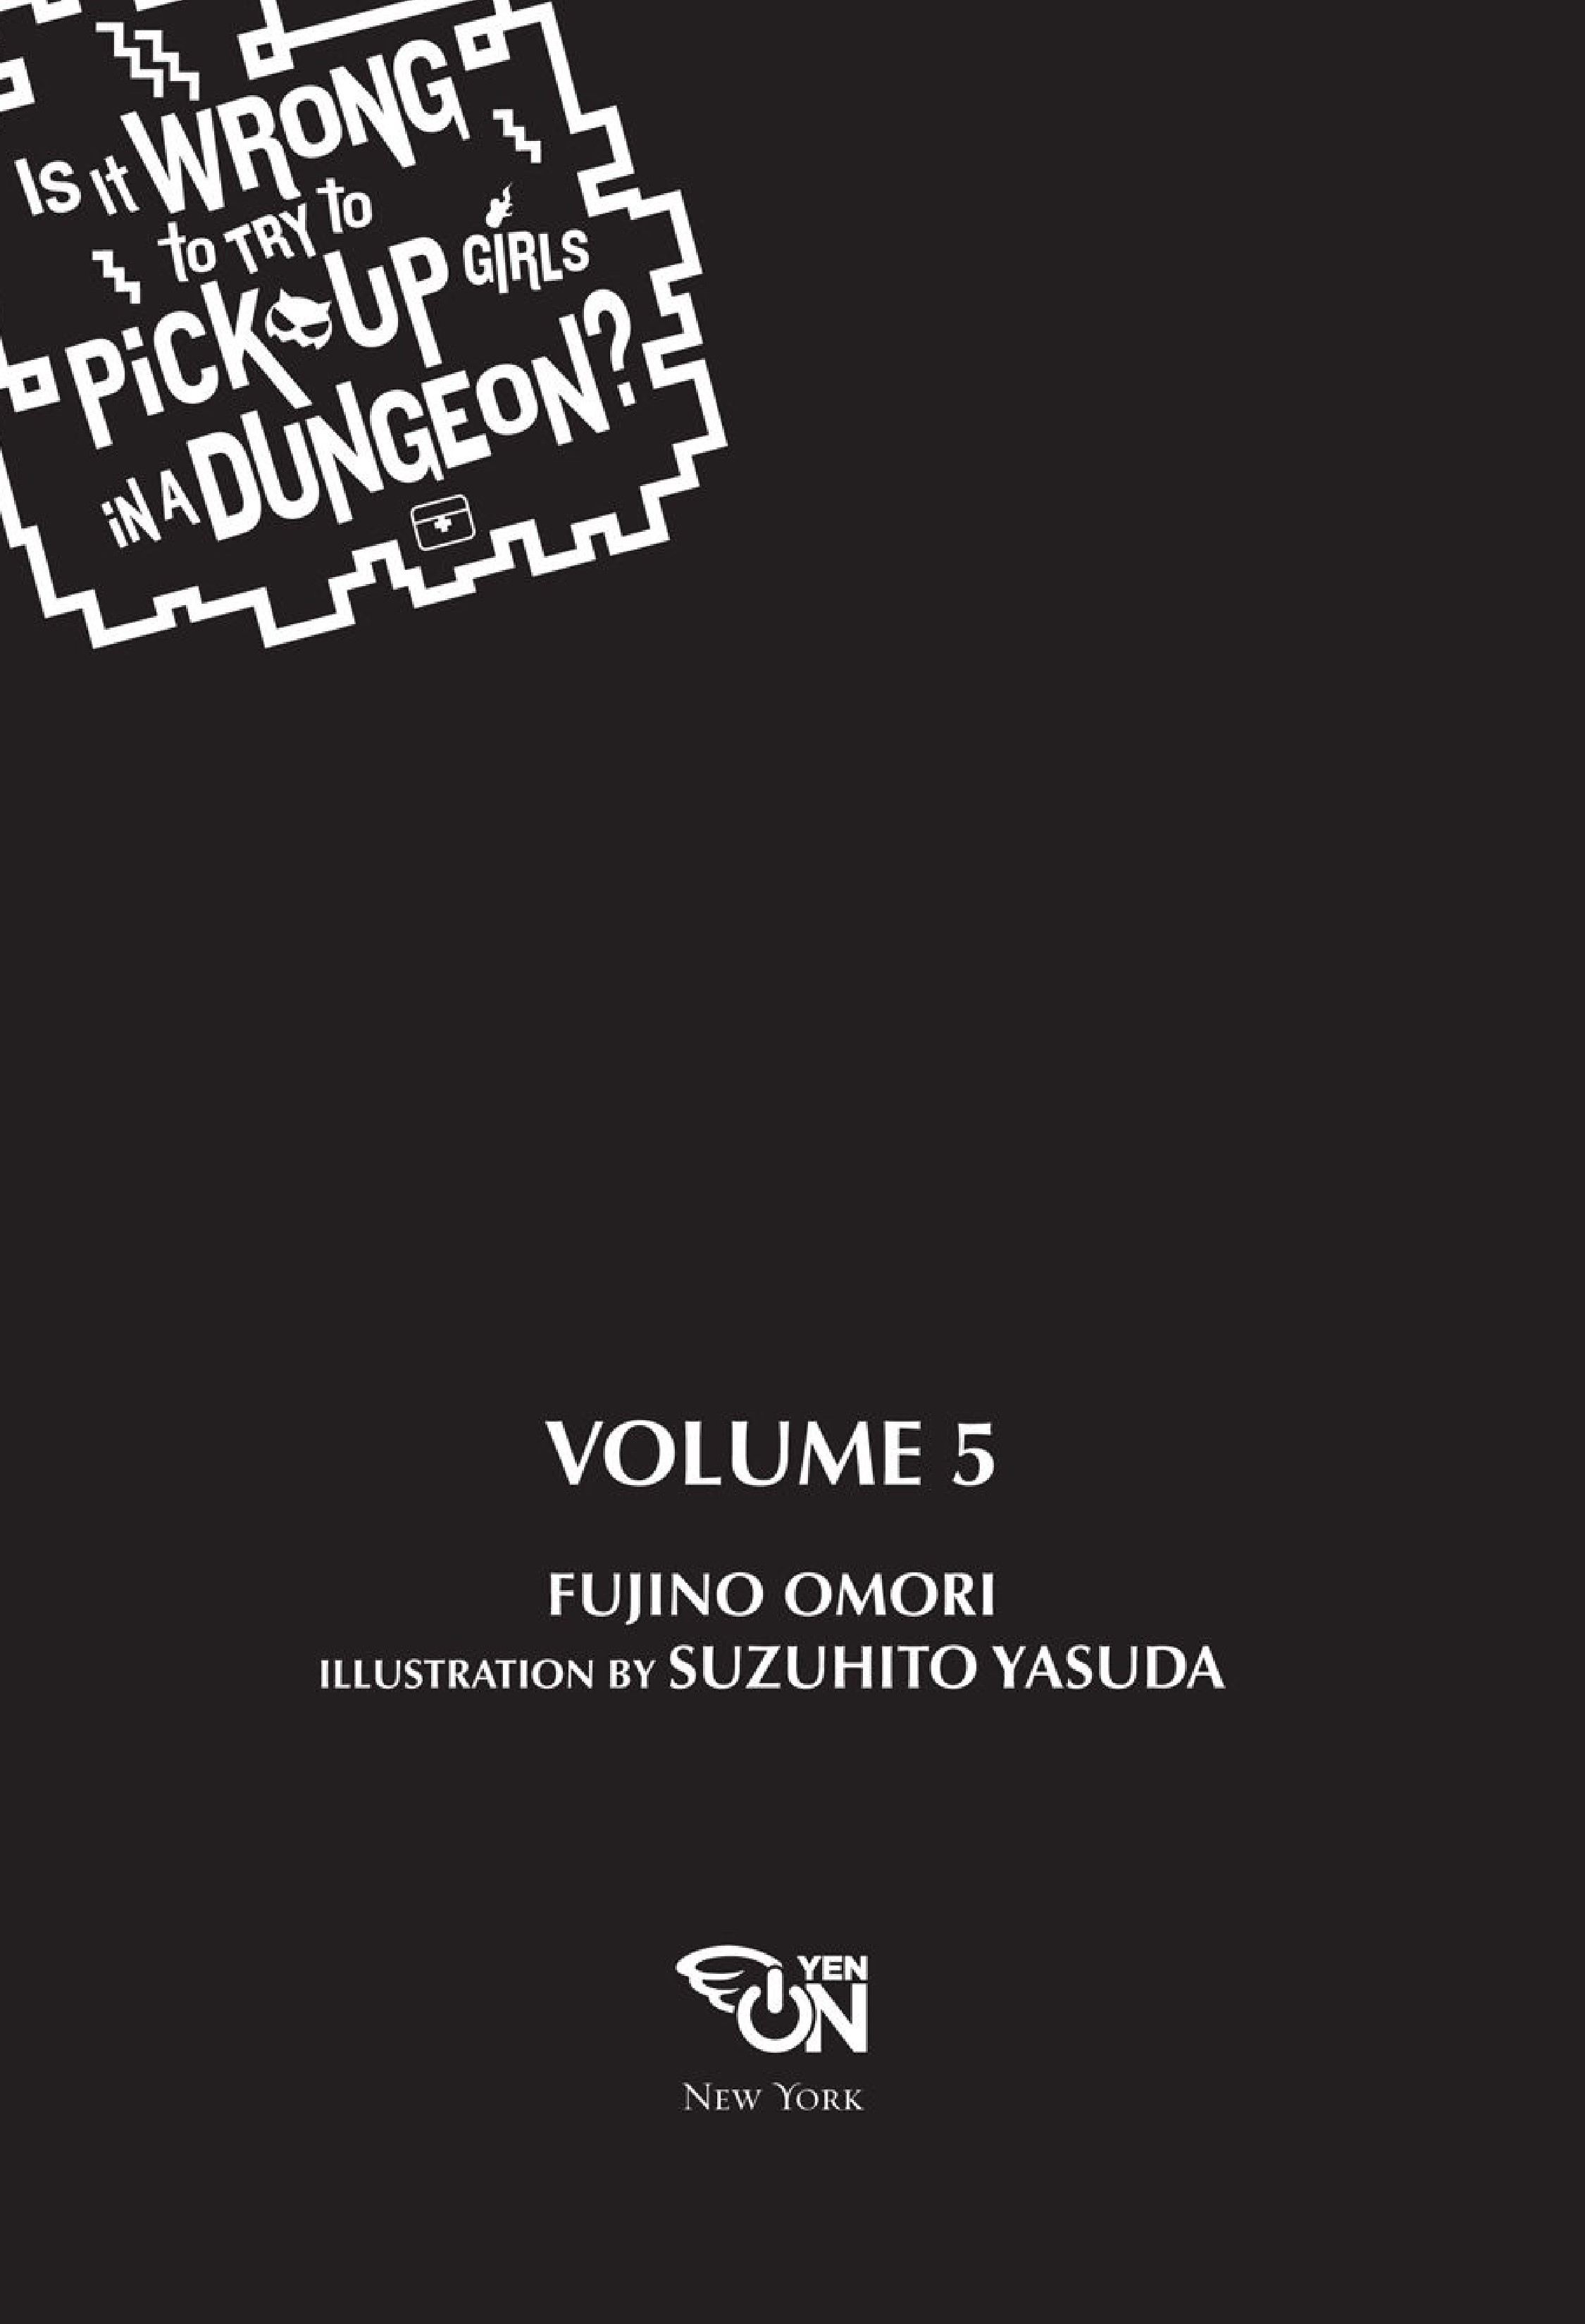 Is It WRONG
to TRY to
PiCK UP GIRLS
iN A DUNGEON?
VOLUME 5
FUJINO OMORI
ILLUSTRATION BY SUZUHITO YASUDA
YEN
ON
NEW YORK